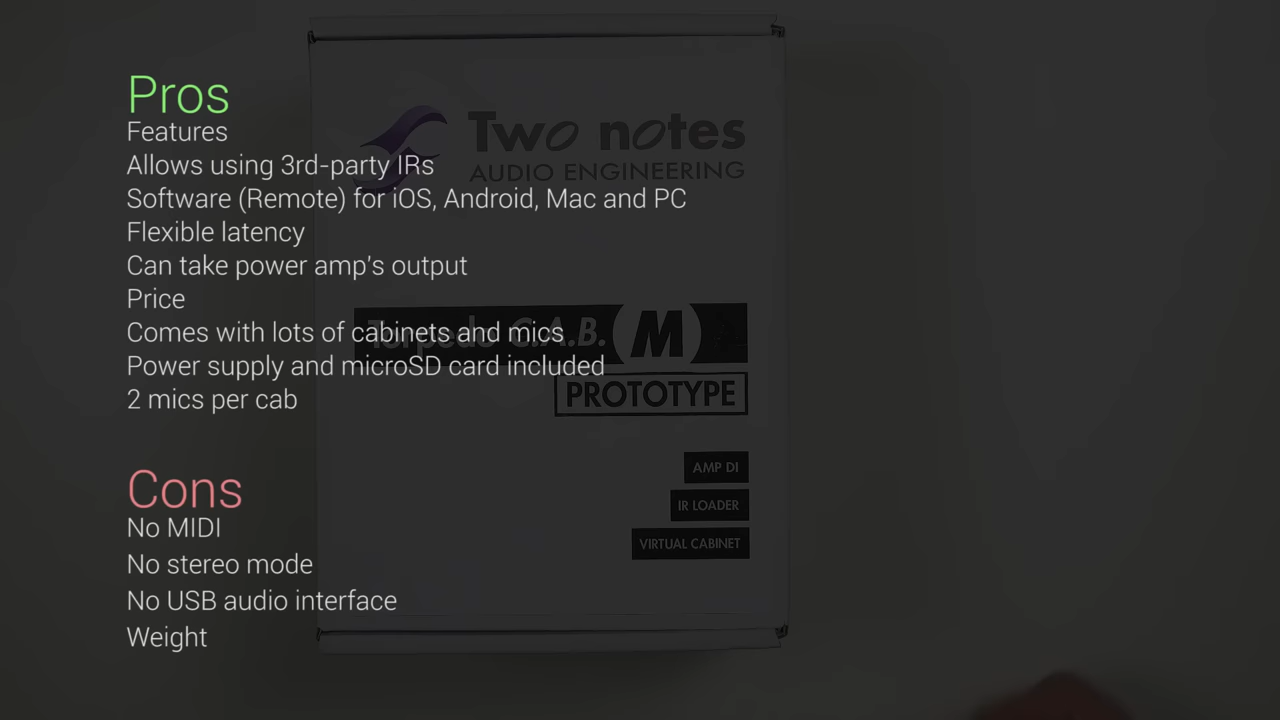 Pros
Features
Allows using 3rd-party IRs
Software (Remote) for iOS, Android, Mac and PC
Flexible latency
Can take power amp's output
Price
Comes with lots of cabinets and mics
Power supply and microSD card included
2 mics per cab
Cons
No MIDI
No stereo mode
No USB audio interface
Weight
Two notes
AUDIO ENGINEERING
Torpedo C.A.B. M
PROTOTYPE
AMP DI
IR LOADER
VIRTUAL CABINET